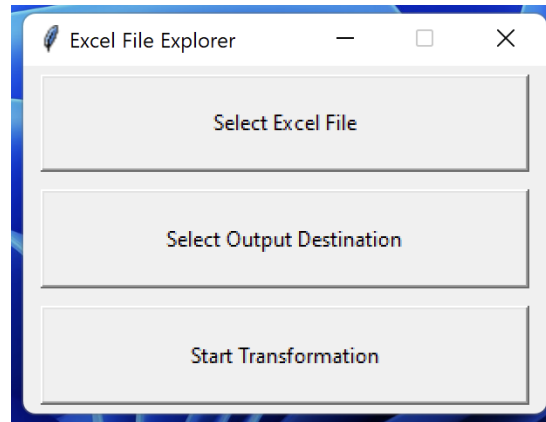 Excel File Explorer
Select Excel File
Select Output Destination
Start Transformation